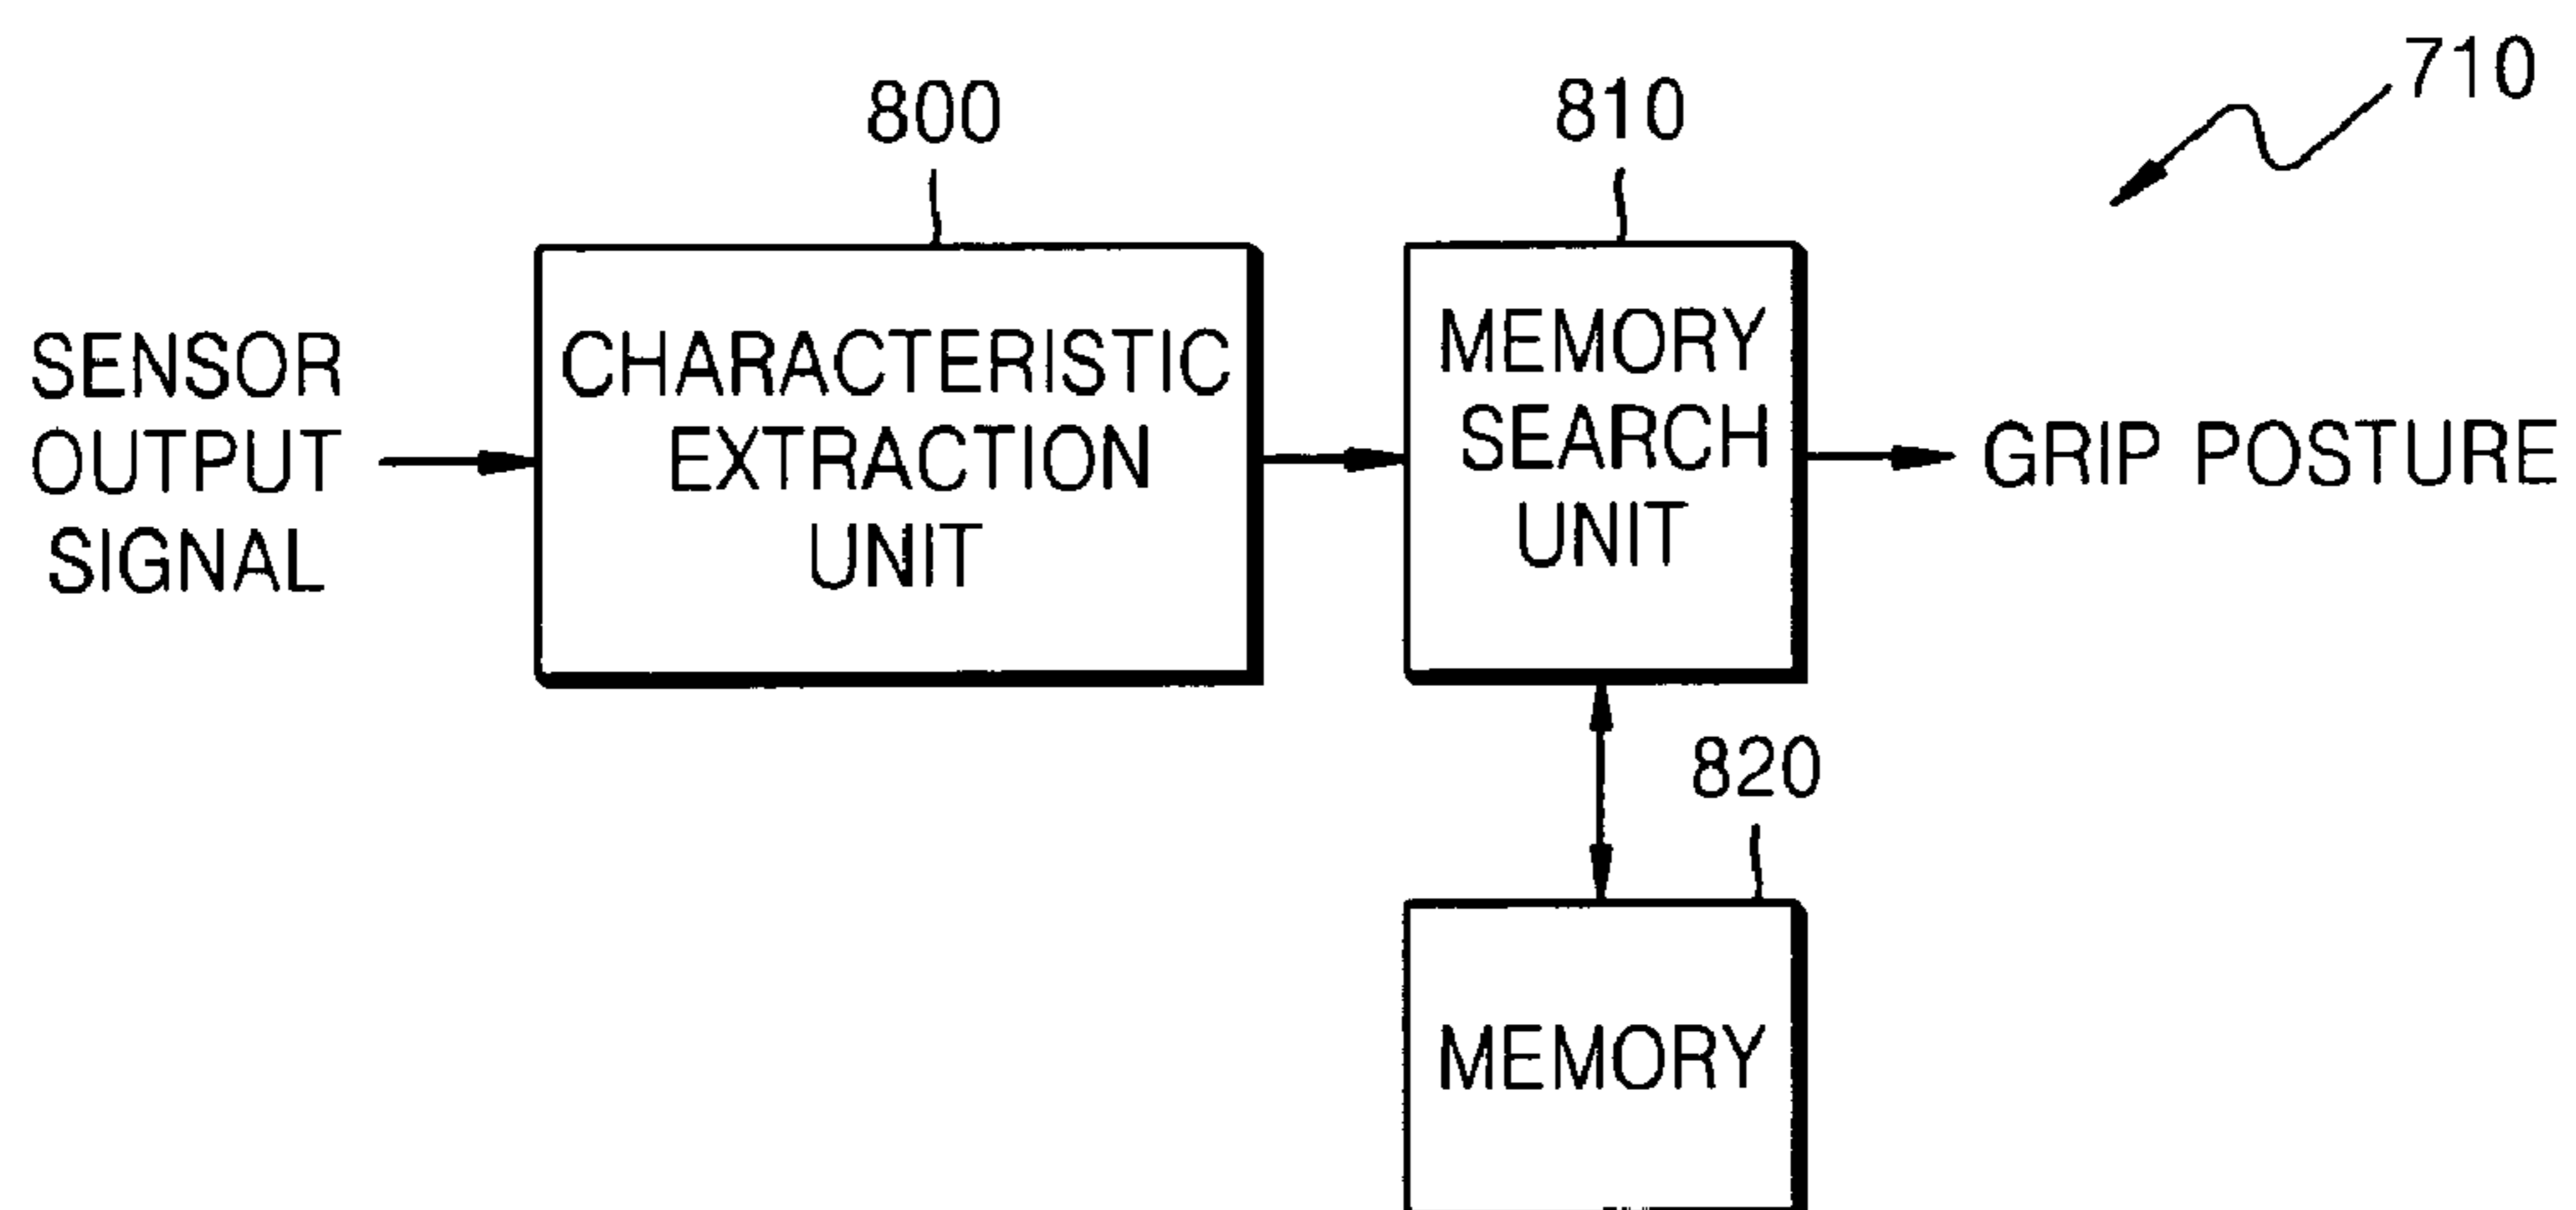 710
800
810
SENSOR
OUTPUT
SIGNAL
CHARACTERISTIC
EXTRACTION
UNIT
MEMORY
SEARCH
UNIT
GRIP POSTURE
820
MEMORY